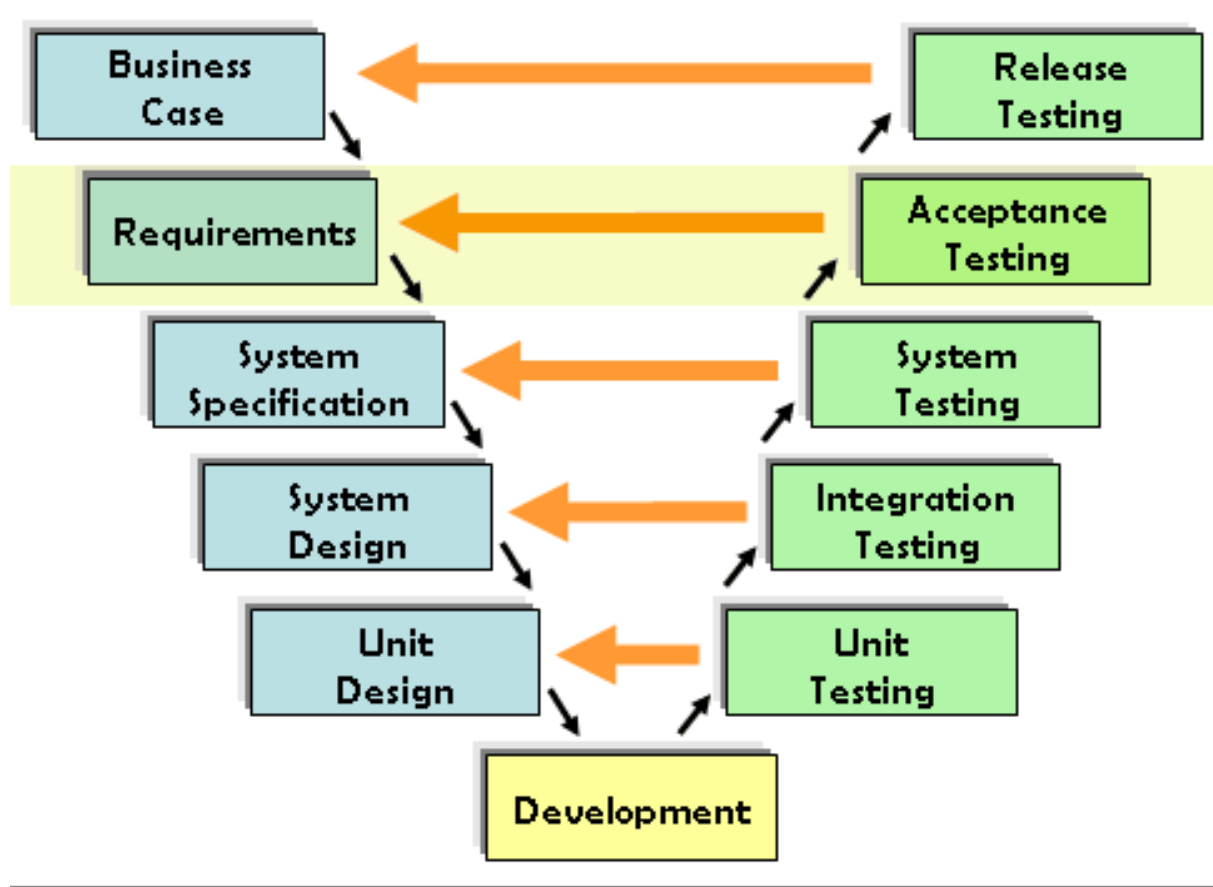 Business
Case
Release
Testing
Requirements
Acceptance
Testing
System
Specification
System
Testing
System
Design
Integration
Testing
Unit
Design
Unit
Testing
Development